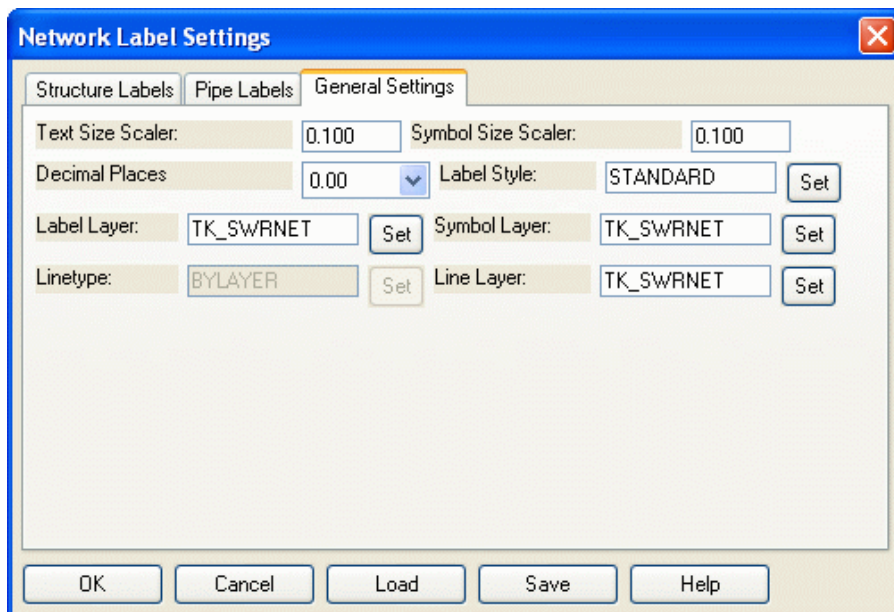 Network Label Settings
Structure Labels Pipe Labels General Settings
Text Size Scaler: 0.100 Symbol Size Scaler: 0.100
Decimal Places 0.00 Label Style: STANDARD Set
Label Layer: TK_SWRNET Set Symbol Layer: TK_SWRNET Set
Linetype: BYLAYER Set Line Layer: TK_SWRNET Set
OK Cancel Load Save Help